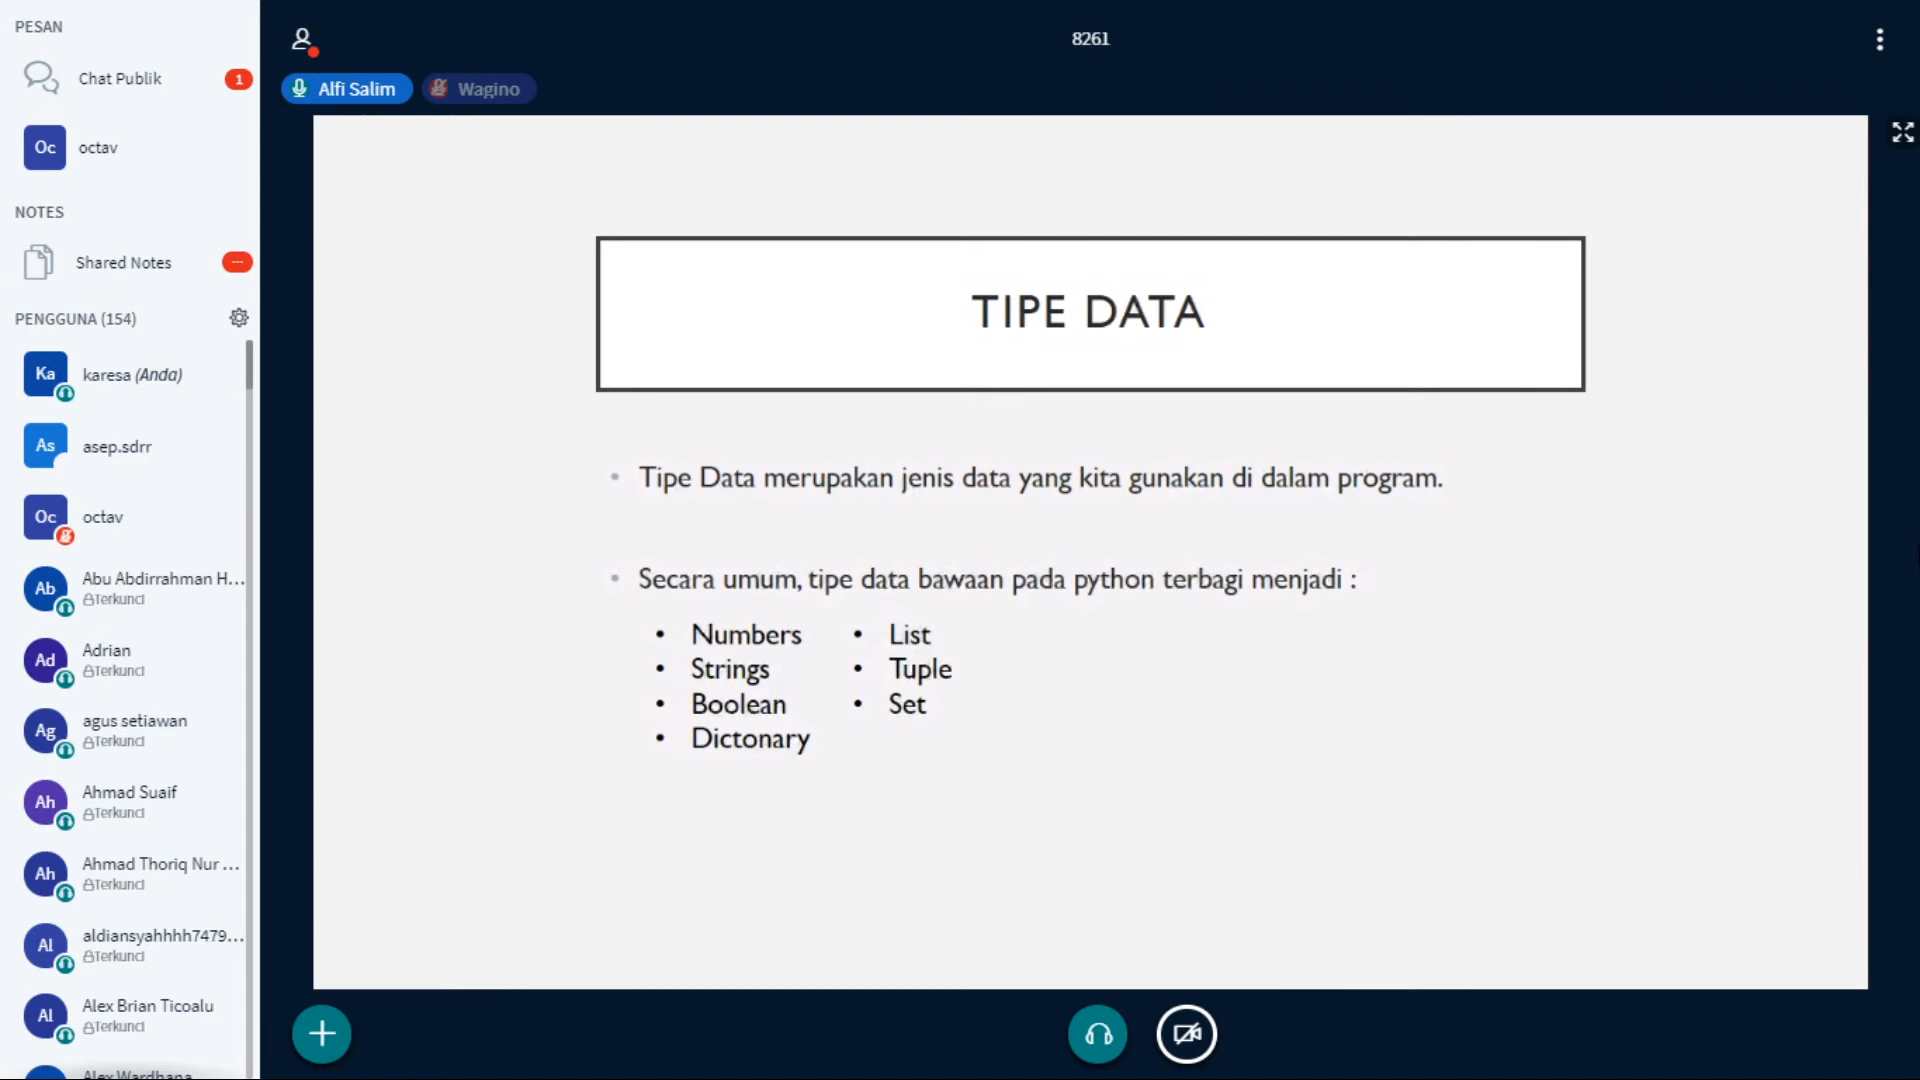 PESAN
Chat Publik
1
Oc
octav
NOTES
Shared Notes
···
PENGGUNA (154)
Ka
karesa (Anda)
As
asep.sdrr
Oc
octav
Ab
Abu Abdirrahman H...
Terkunci
Ad
Adrian
Terkunci
Ag
agus setiawan
Terkunci
Ah
Ahmad Suaif
Terkunci
Ah
Ahmad Thoriq Nur ...
Terkunci
Al
aldiansyahhhh7479...
Terkunci
Al
Alex Brian Ticoalu
Terkunci
Alex Wardhana
8261
Alfi Salim
Wagino
TIPE DATA
• Tipe Data merupakan jenis data yang kita gunakan di dalam program.
• Secara umum, tipe data bawaan pada python terbagi menjadi :
• Numbers
• Strings
• Boolean
• Dictonary
• List
• Tuple
• Set